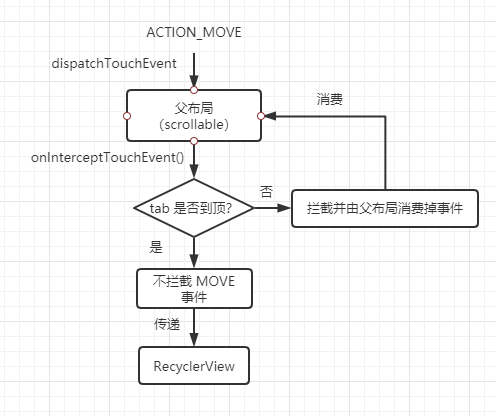 ACTION_MOVE
dispatchTouchEvent
父布局
（scrollable）
消费
onInterceptTouchEvent()
tab 是否到顶?
否
拦截并由父布局消费掉事件
是
不拦截 MOVE
事件
传递
RecyclerView